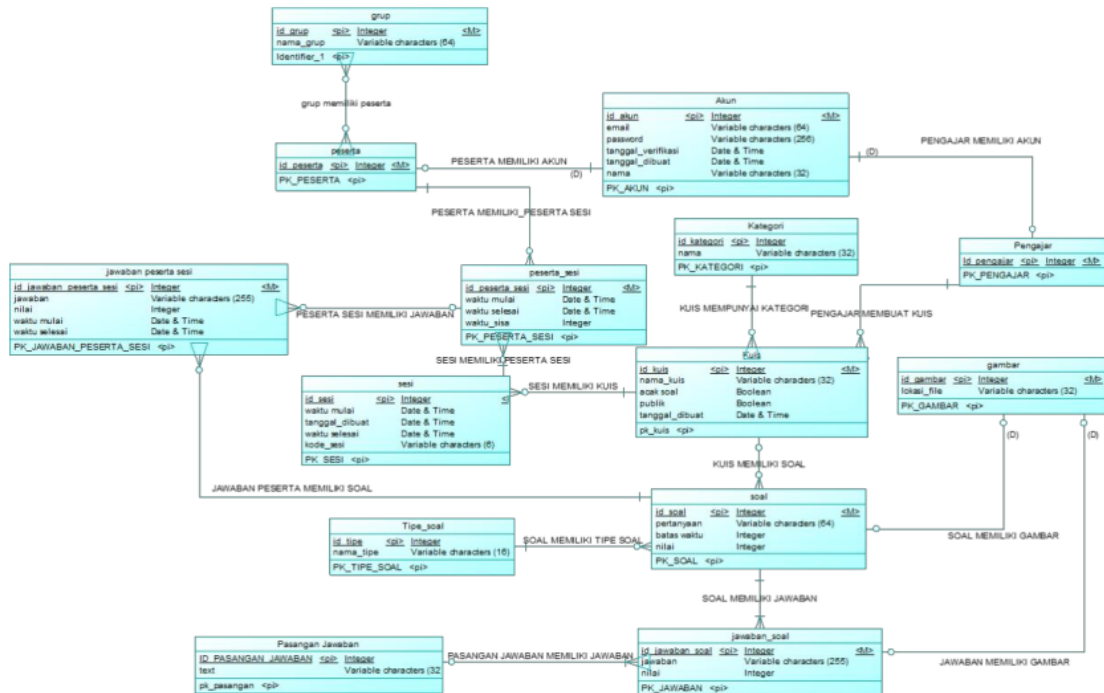 grup
id_grup <pi> Integer <M>
nama_grup Variable characters (64)
Identifier_1 <pi>
grup memiliki peserta
peserta
id_peserta <pi> Integer <M>
PK_PESERTA <pi>
PESERTA MEMILIKI AKUN
(D)
Akun
id_akun <pi> Integer <M>
email Variable characters (64)
password Variable characters (256)
tanggal_verifikasi Date & Time
tanggal_dibuat Date & Time
nama Variable characters (32)
PK_AKUN <pi>
(D)
PENGAJAR MEMILIKI AKUN
PESERTA MEMILIKI_PESERTA SESI
Kategori
id_kategori <pi> Integer
nama Variable characters (32)
PK_KATEGORI <pi>
Pengajar
id_pengajar <pi> Integer <M>
PK_PENGAJAR <pi>
jawaban peserta sesi
id_jawaban_peserta_sesi <pi> Integer <M>
jawaban Variable characters (255)
nilai Integer
waktu mulai Date & Time
waktu selesai Date & Time
PK_JAWABAN_PESERTA_SESI <pi>
PESERTA SESI MEMILIKI JAWABAN
peserta_sesi
id_peserta_sesi <pi> Integer <M>
waktu mulai Date & Time
waktu selesai Date & Time
waktu_sisa Integer
PK_PESERTA_SESI <pi>
KUIS MEMPUNYAI KATEGORI
PENGAJAR MEMBUAT KUIS
SESI MEMILIKI PESERTA SESI
sesi
id_sesi <pi> Integer
waktu mulai Date & Time
tanggal_dibuat Date & Time
waktu selesai Date & Time
kode_sesi Variable characters (6)
PK_SESI <pi>
SESI MEMILIKI KUIS
Kuis
id_kuis <pi> Integer <M>
nama_kuis Variable characters (32)
acak soal Boolean
publik Boolean
tanggal_dibuat Date & Time
pk_kuis <pi>
gambar
id_gambar <pi> Integer <M>
lokasi_file Variable characters (32)
PK_GAMBAR <pi>
(D)
(D)
KUIS MEMILIKI SOAL
JAWABAN PESERTA MEMILIKI SOAL
soal
id_soal <pi> Integer <M>
pertanyaan Variable characters (64)
batas waktu Integer
nilai Integer
PK_SOAL <pi>
Tipe_soal
id_tipe <pi> Integer
nama_tipe Variable characters (16)
PK_TIPE_SOAL <pi>
SOAL MEMILIKI TIPE SOAL
SOAL MEMILIKI GAMBAR
SOAL MEMILIKI JAWABAN
Pasangan Jawaban
ID_PASANGAN_JAWABAN <pi> Integer
text Variable characters (32
pk_pasangan <pi>
PASANGAN JAWABAN MEMILIKI JAWABAN
jawaban_soal
id_jawaban_soal <pi> Integer <M>
jawaban Variable characters (255)
nilai Integer
PK_JAWABAN <pi>
JAWABAN MEMILIKI GAMBAR